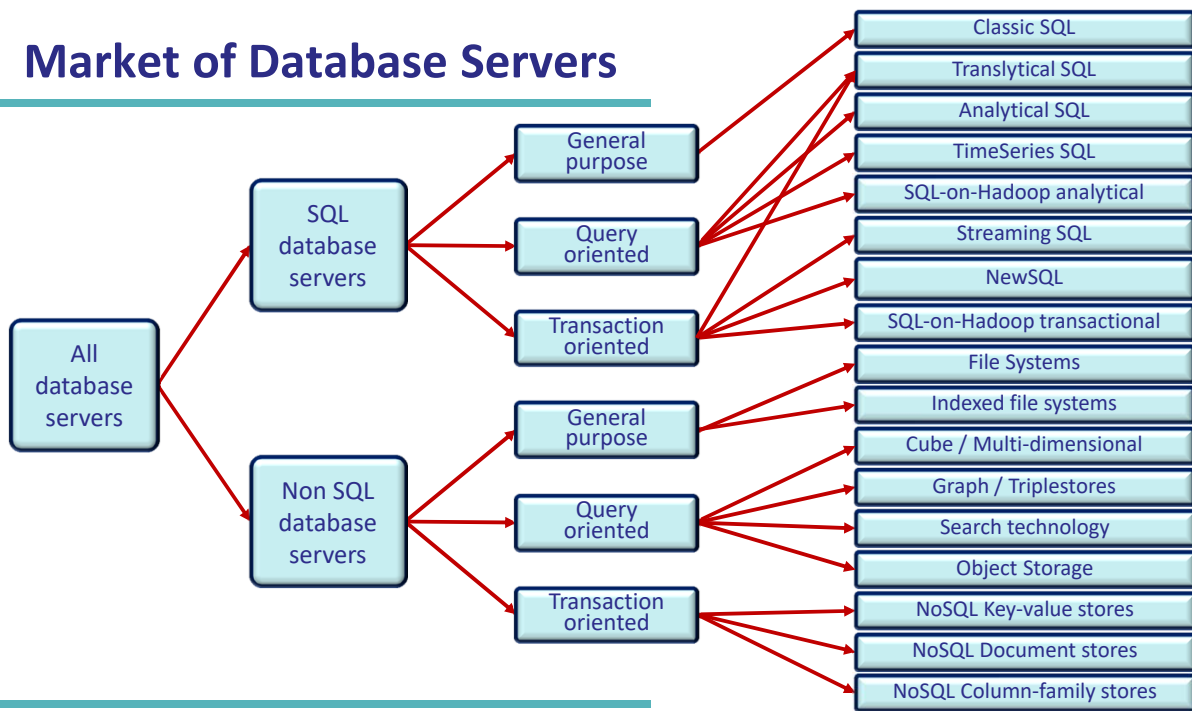 Market of Database Servers
All
database
servers
SQL
database
servers
Non SQL
database
servers
General
purpose
Query
oriented
Transaction
oriented
General
purpose
Query
oriented
Transaction
oriented
Classic SQL
Translytical SQL
Analytical SQL
TimeSeries SQL
SQL-on-Hadoop analytical
Streaming SQL
NewSQL
SQL-on-Hadoop transactional
File Systems
Indexed file systems
Cube / Multi-dimensional
Graph / Triplestores
Search technology
Object Storage
NoSQL Key-value stores
NoSQL Document stores
NoSQL Column-family stores